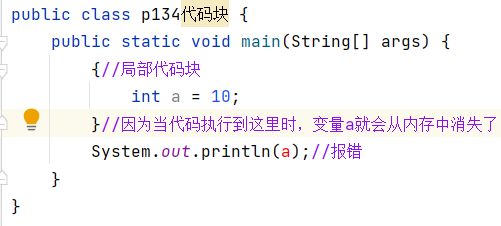 public class p134代码块 {
public static void main(String[] args) {
{//局部代码块
int a = 10;
}//因为当代码执行到这里时，变量a就会从内存中消失了
System.out.println(a);//报错
}
}